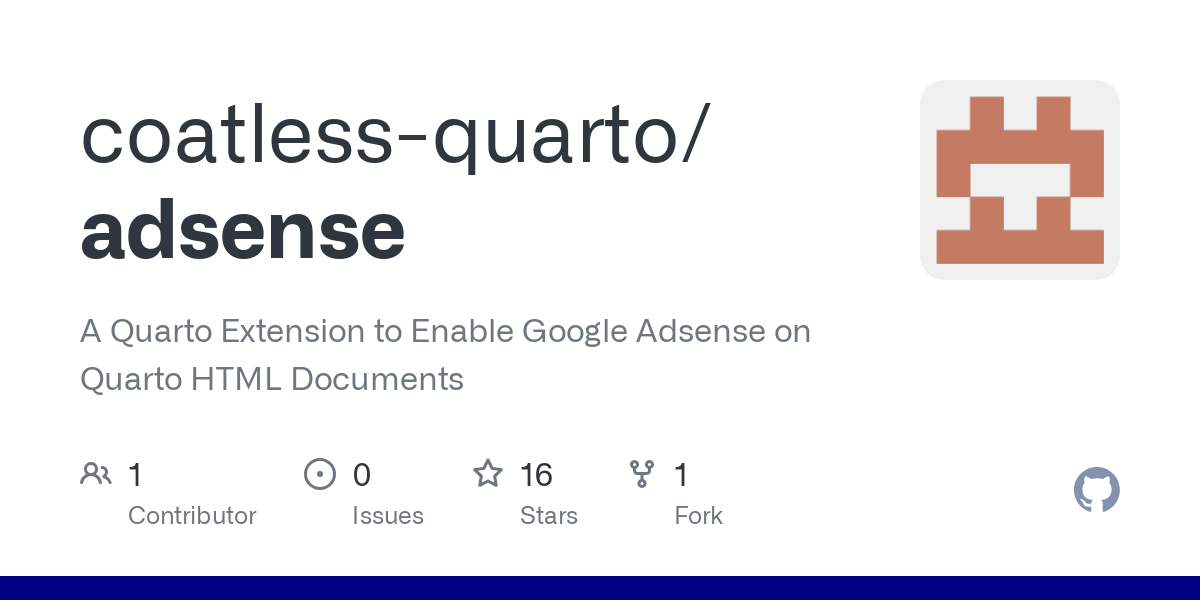 coatless-quarto/
adsense
A Quarto Extension to Enable Google Adsense on
Quarto HTML Documents
1 0 16 1
Contributor Issues Stars Fork